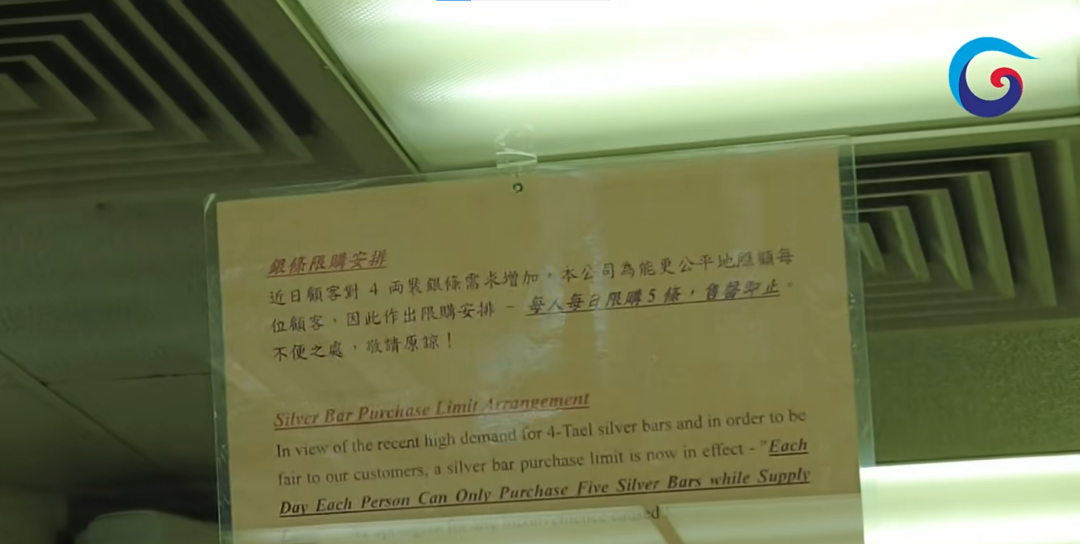 銀條限購安排
近日顧客對 4 両裝銀條需求增加，本公司為能更公平地照顧每
位顧客，因此作出限購安排 - 每人每日限購 5 條，售罄即止。
不便之處，敬請原諒！
Silver Bar Purchase Limit Arrangement
In view of the recent high demand for 4-Tael silver bars and in order to be
fair to our customers, a silver bar purchase limit is now in effect - "Each
Day Each Person Can Only Purchase Five Silver Bars while Supply